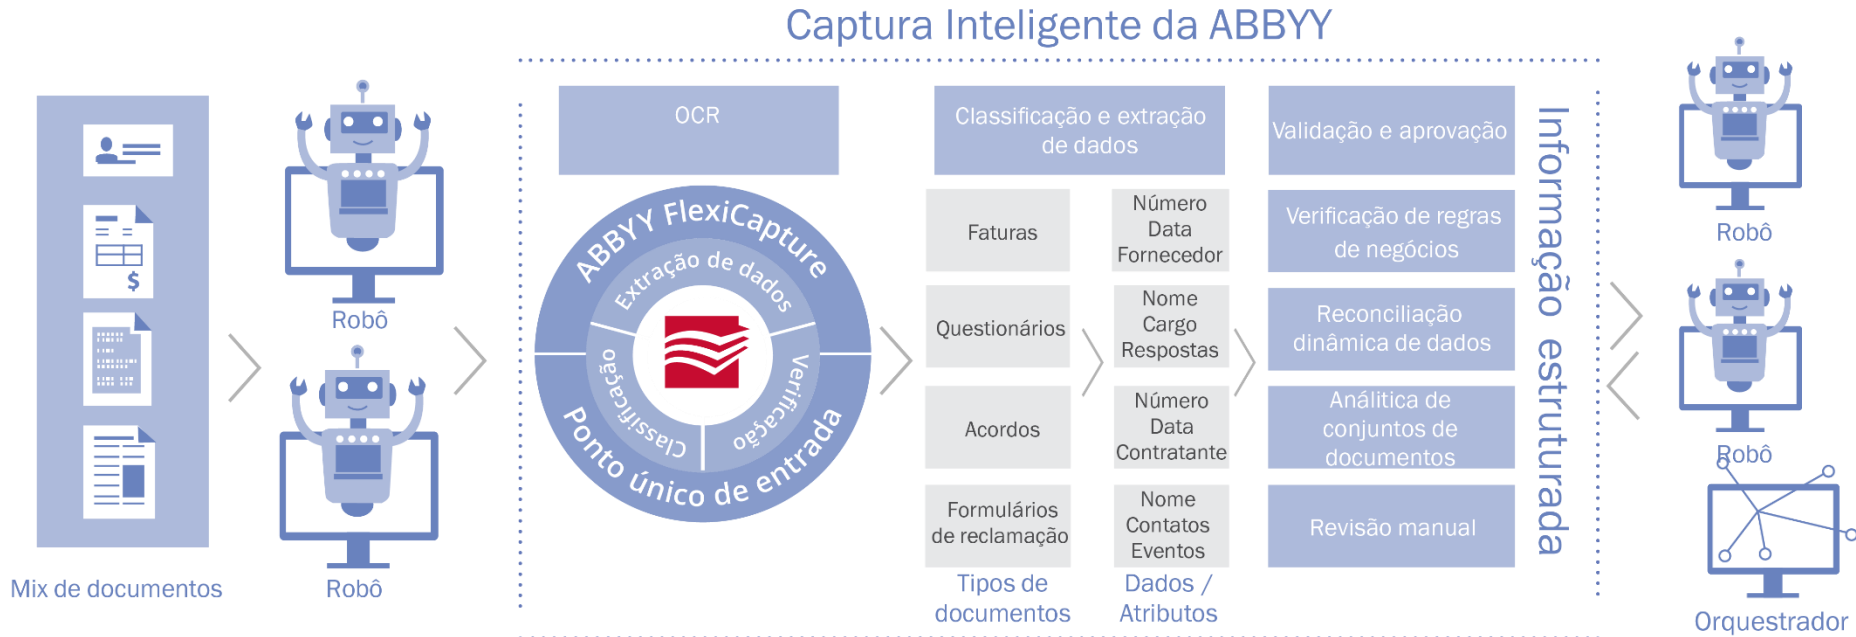 Captura Inteligente da ABBYY
Mix de documentos
Robô
Robô
OCR
ABBYY FlexiCapture
Ponto único de entrada
Extração de dados
Classificação
Verificação
Classificação e extração
de dados
Faturas
Número
Data
Fornecedor
Questionários
Nome
Cargo
Respostas
Acordos
Número
Data
Contratante
Formulários
de reclamação
Nome
Contatos
Eventos
Tipos de
documentos
Dados /
Atributos
Validação e aprovação
Verificação de regras
de negócios
Reconciliação
dinâmica de dados
Análitica de
conjuntos de
documentos
Revisão manual
Informação estruturada
Robô
Robô
Orquestrador
$